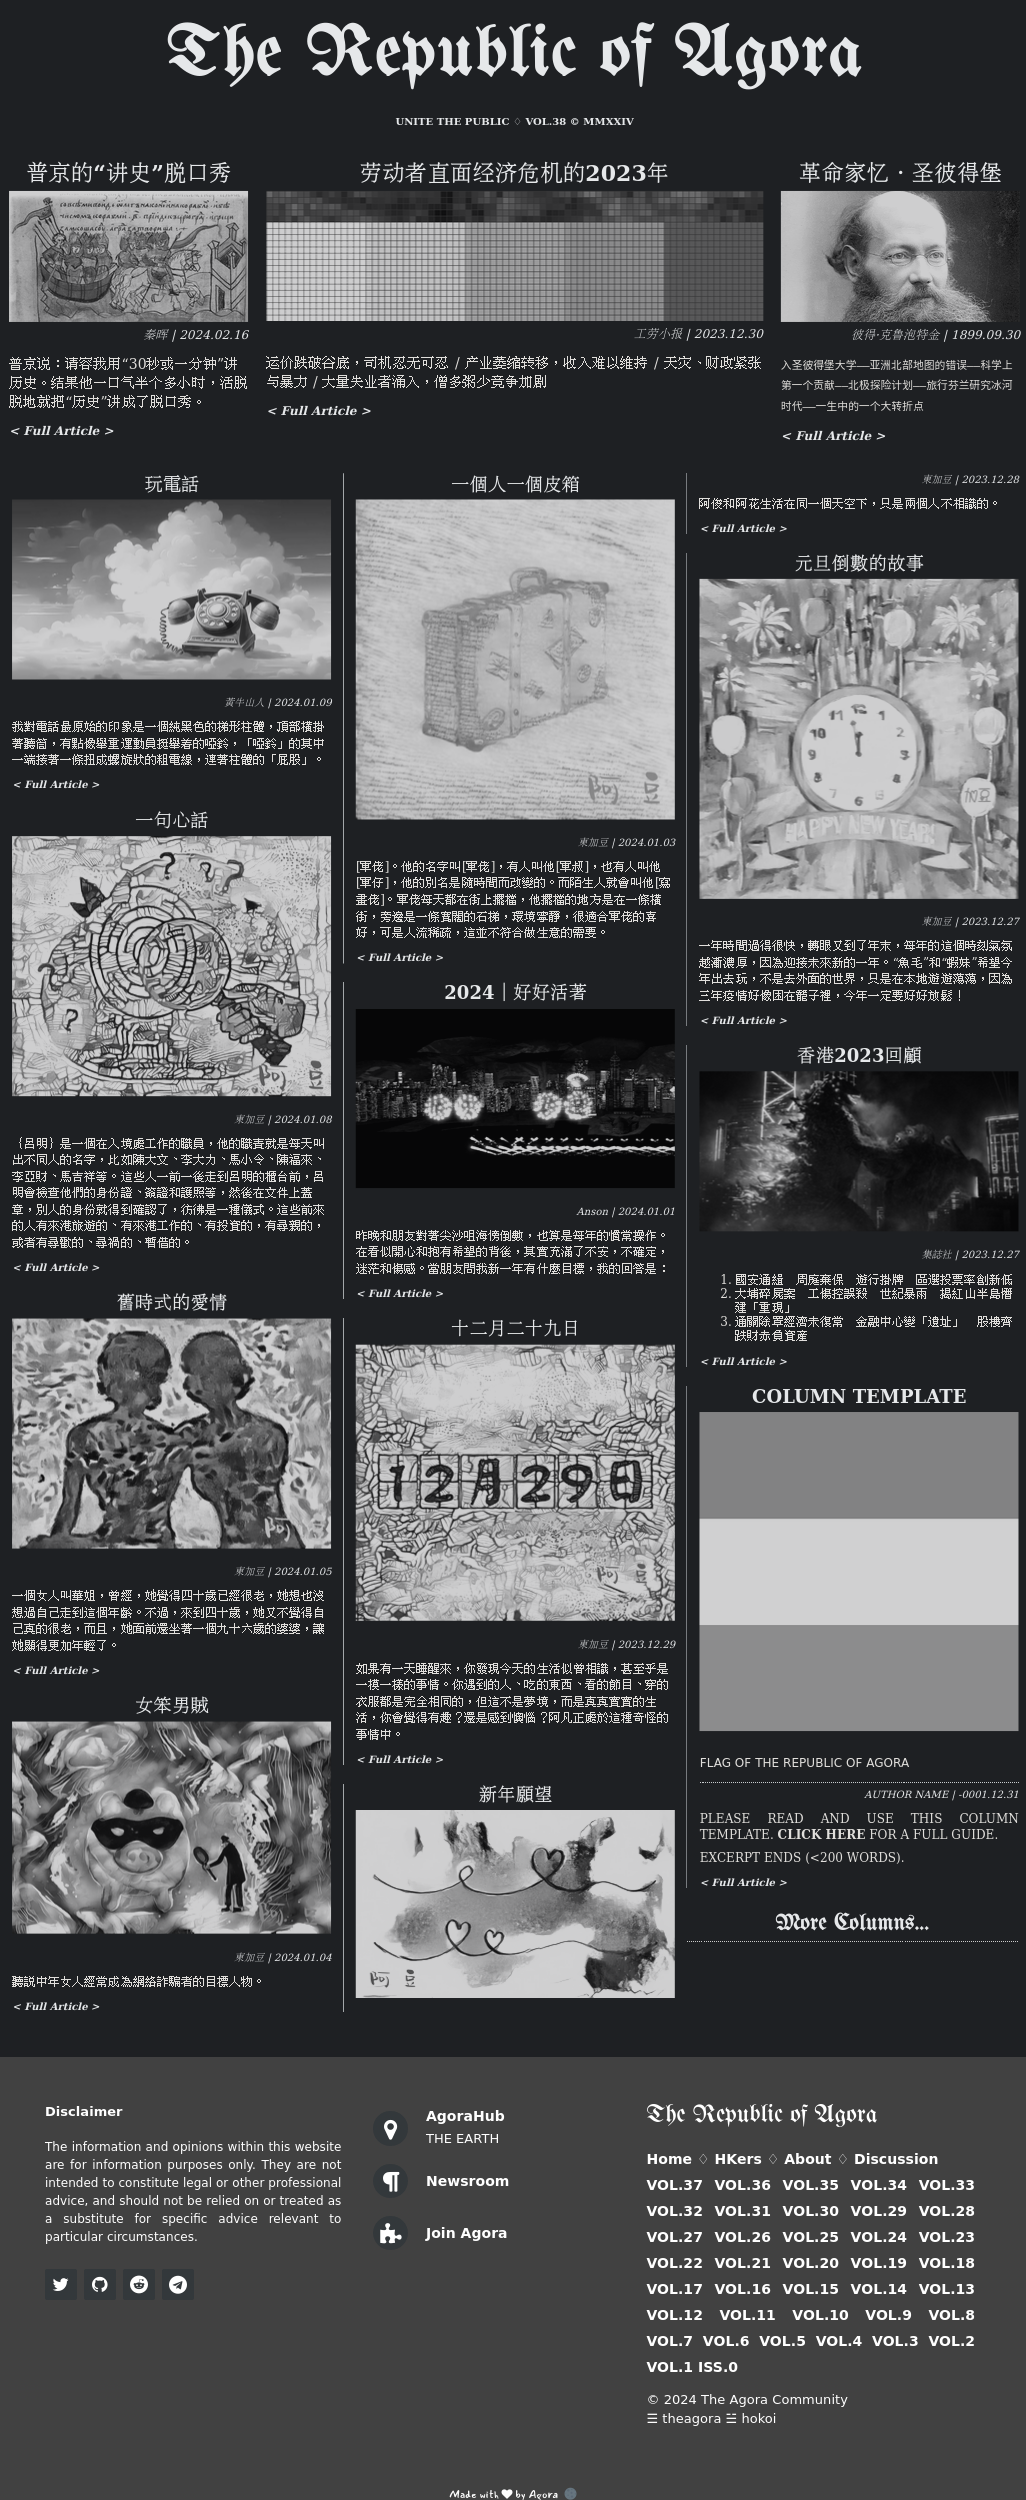 The Republic of Agora
UNITE THE PUBLIC ♢ VOL.38 © MMXXIV
普京的“讲史”脱口秀
秦晖 | 2024.02.16
普京说：请容我用“30秒或一分钟”讲
历史。结果他一口气半个多小时，活脱
脱地就把“历史”讲成了脱口秀。
< Full Article >
劳动者直面经济危机的2023年
工劳小报 | 2023.12.30
运价跌破谷底，司机忍无可忍 / 产业萎缩转移，收入难以维持 / 天灾、财政紧张
与暴力 / 大量失业者涌入，僧多粥少竞争加剧
< Full Article >
革命家忆·圣彼得堡
彼得·克鲁泡特金 | 1899.09.30
入圣彼得堡大学—亚洲北部地图的错误—科学上
第一个贡献—北极探险计划—旅行芬兰研究冰河
时代—一生中的一个大转折点
< Full Article >
玩電話
黃牛山人 | 2024.01.09
我對電話最原始的印象是一個純黑色的梯形柱體，頂部橫掛
著聽筒，有點像舉重運動員挺舉着的啞鈴，「啞鈴」的其中
一端接著一條扭成螺旋狀的粗電線，連著柱體的「屁股」。
< Full Article >
一句心話
東加豆 | 2024.01.08
｛呂明｝是一個在入境處工作的職員，他的職責就是每天叫
出不同人的名字，比如陳大文、李大力、馬小令、陳福來、
李亞財、馬吉祥等。這些人一前一後走到呂明的櫃台前，呂
明會檢查他們的身份證、簽證和護照等，然後在文件上蓋
章，別人的身份就得到確認了，彷彿是一種儀式。這些前來
的人有來港旅遊的、有來港工作的、有投資的，有尋親的，
或者有尋歡的、尋禍的、暫借的。
< Full Article >
舊時式的愛情
東加豆 | 2024.01.05
一個女人叫華姐，曾經，她覺得四十歲已經很老，她想也沒
想過自己走到這個年齡。不過，來到四十歲，她又不覺得自
己真的很老，而且，她面前還坐著一個九十六歲的婆婆，讓
她顯得更加年輕了。
< Full Article >
女笨男賊
東加豆 | 2024.01.04
聽説中年女人經常成為網絡詐騙者的目標人物。
< Full Article >
一個人一個皮箱
東加豆 | 2024.01.03
[軍佬]。他的名字叫[軍佬]，有人叫他[軍叔]，也有人叫他
[軍仔]，他的別名是隨時間而改變的。而陌生人就會叫他[寫
畫佬]。軍佬每天都在街上擺檔，他擺檔的地方是在一條橫
街，旁邊是一條寬闊的石梯，環境寧靜，很適合軍佬的喜
好，可是人流稀疏，這並不符合做生意的需要。
< Full Article >
2024｜好好活著
Anson | 2024.01.01
昨晚和朋友對著尖沙咀海傍倒數，也算是每年的慣常操作。
在看似開心和抱有希望的背後，其實充滿了不安，不確定，
迷茫和傷感。當朋友問我新一年有什麼目標，我的回答是：
< Full Article >
十二月二十九日
12月29日
東加豆 | 2023.12.29
如果有一天睡醒來，你發現今天的生活似曾相識，甚至乎是
一摸一樣的事情。你遇到的人、吃的東西、看的節目、穿的
衣服都是完全相同的，但這不是夢境，而是真真實實的生
活，你會覺得有趣？還是感到懊惱？阿凡正處於這種奇怪的
事情中。
< Full Article >
新年願望
阿 豆
東加豆 | 2023.12.28
阿俊和阿花生活在同一個天空下，只是兩個人不相識的。
< Full Article >
元旦倒數的故事
HAPPY NEW YEAR
加豆
東加豆 | 2023.12.27
一年時間過得很快，轉眼又到了年末，每年的這個時刻氣氛
越漸濃厚，因為迎接未來新的一年。“魚毛”和“蝦妹”希望今
年出去玩，不是去外面的世界，只是在本地遊遊蕩蕩，因為
三年疫情好像困在籠子裡，今年一定要好好放鬆！
< Full Article >
香港2023回顧
集誌社 | 2023.12.27
1. 國安通緝　周庭棄保　遊行掛牌　區選投票率創新低
2. 大埔碎屍案　工傷控誤殺　世紀暴雨　揭紅山半島僭
建「重現」
3. 通關除罩經濟未復常　金融中心變「遺址」　股樓齊
跌財赤負資產
< Full Article >
COLUMN TEMPLATE
FLAG OF THE REPUBLIC OF AGORA
AUTHOR NAME | -0001.12.31
PLEASE READ AND USE THIS COLUMN
TEMPLATE. CLICK HERE FOR A FULL GUIDE.
EXCERPT ENDS (<200 WORDS).
< Full Article >
More Columns...
Disclaimer
The information and opinions within this website
are for information purposes only. They are not
intended to constitute legal or other professional
advice, and should not be relied on or treated as
a substitute for specific advice relevant to
particular circumstances.
AgoraHub
THE EARTH
Newsroom
Join Agora
The Republic of Agora
Home ♢ HKers ♢ About ♢ Discussion
VOL.37 VOL.36 VOL.35 VOL.34 VOL.33
VOL.32 VOL.31 VOL.30 VOL.29 VOL.28
VOL.27 VOL.26 VOL.25 VOL.24 VOL.23
VOL.22 VOL.21 VOL.20 VOL.19 VOL.18
VOL.17 VOL.16 VOL.15 VOL.14 VOL.13
VOL.12 VOL.11 VOL.10 VOL.9 VOL.8
VOL.7 VOL.6 VOL.5 VOL.4 VOL.3 VOL.2
VOL.1 ISS.0
© 2024 The Agora Community
☰ theagora ☱ hokoi
Made with ♥ by Agora